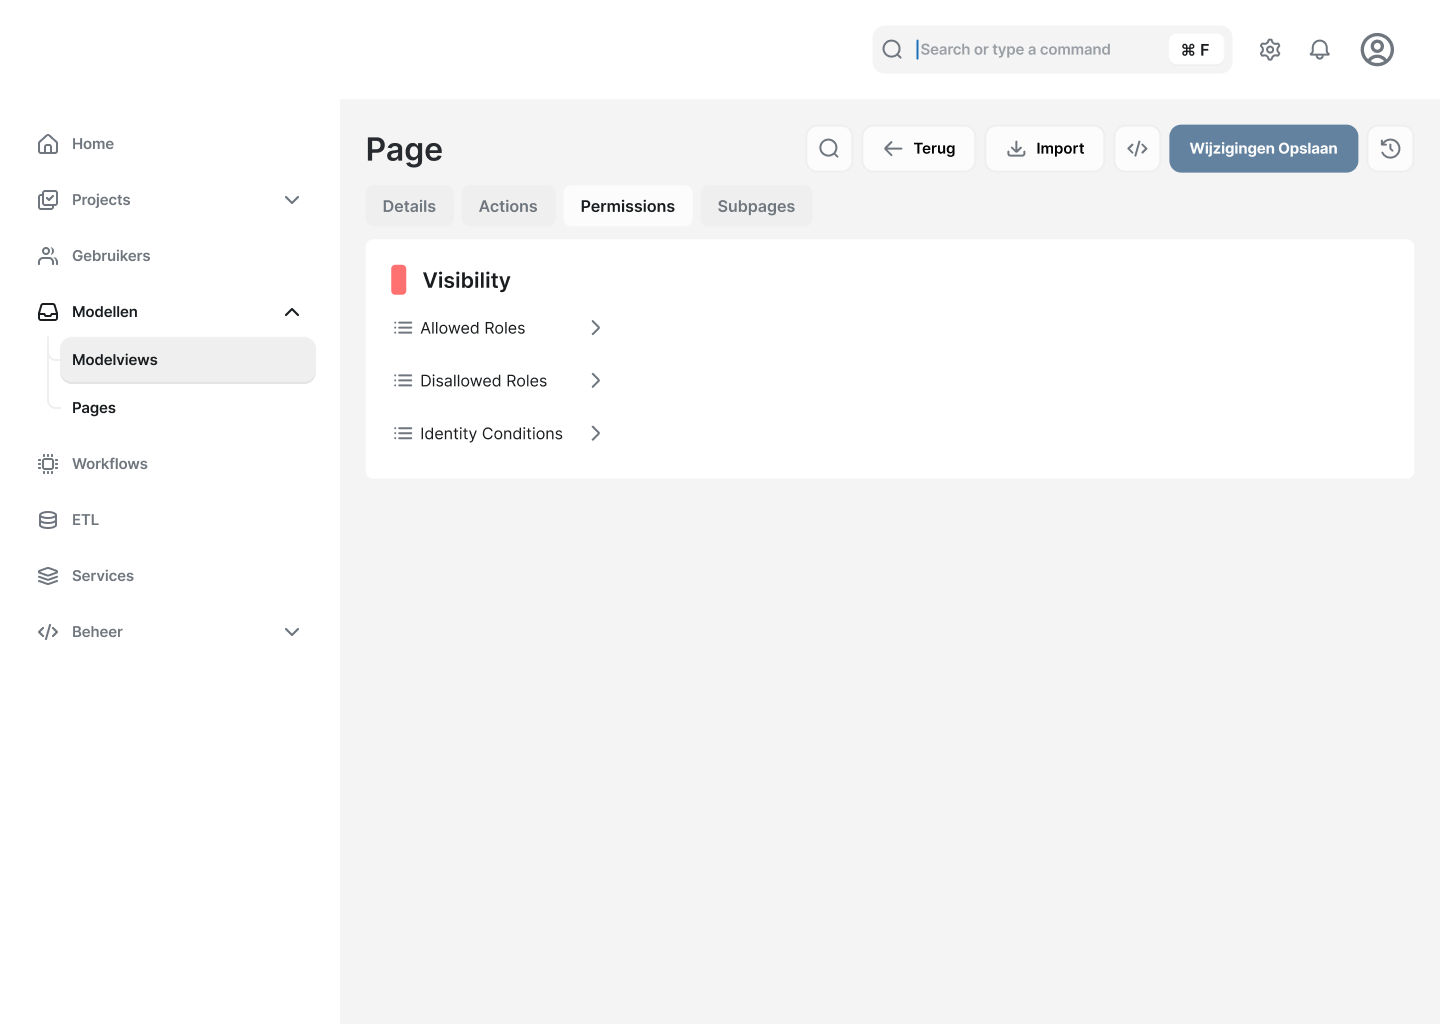 Search or type a command
⌘ F
Home
Projects
Gebruikers
Modellen
Modelviews
Pages
Workflows
ETL
Services
Beheer
Page
Terug
Import
Wijzigingen Opslaan
Details
Actions
Permissions
Subpages
Visibility
Allowed Roles
Disallowed Roles
Identity Conditions